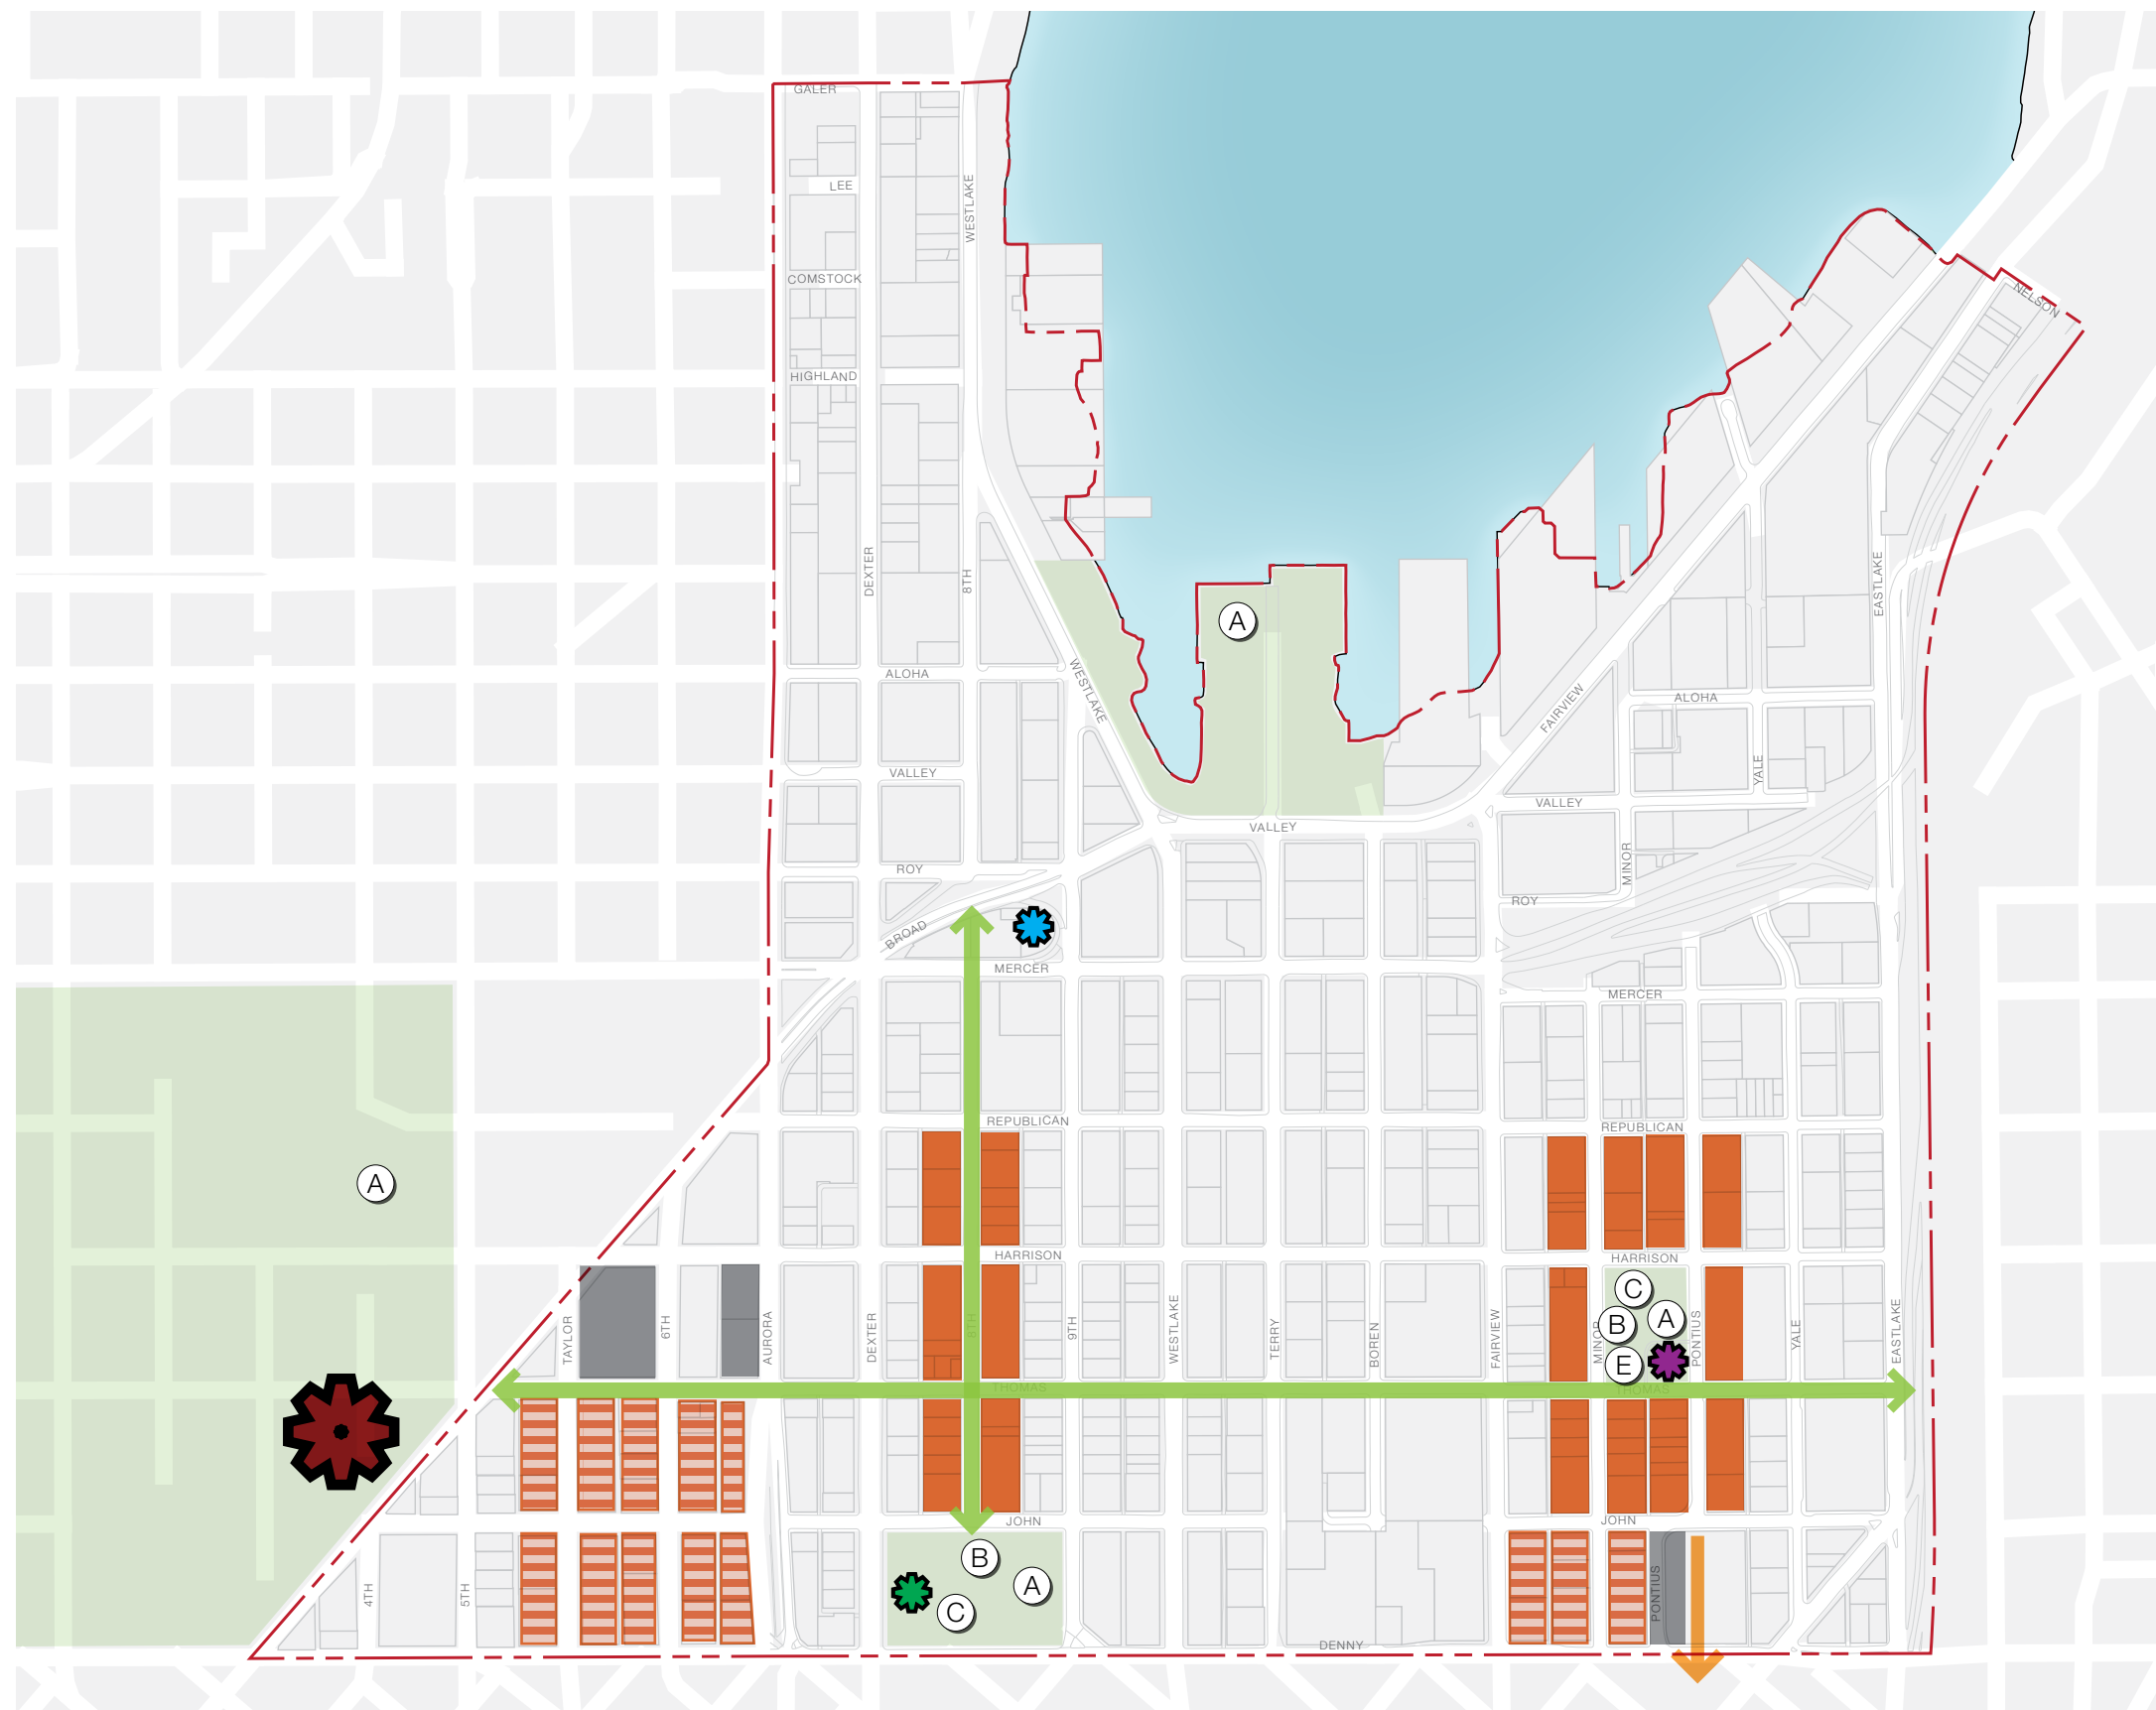 GALER
LEE
WESTLAKE
COMSTOCK
NELSON
HIGHLAND
DEXTER
8TH
EASTLAKE
A
ALOHA
WESTLAKE
FAIRVIEW
ALOHA
VALLEY
YALE
VALLEY
VALLEY
ROY
MINOR
ROY
BROAD
MERCER
MERCER
REPUBLICAN
REPUBLICAN
A
HARRISON
HARRISON
C
B
A
E
TAYLOR
6TH
AURORA
DEXTER
8TH
9TH
WESTLAKE
TERRY
BOREN
FAIRVIEW
MINOR
PONTIUS
YALE
EASTLAKE
THOMAS
THOMAS
JOHN
JOHN
B
A
C
4TH
5TH
PONTIUS
DENNY